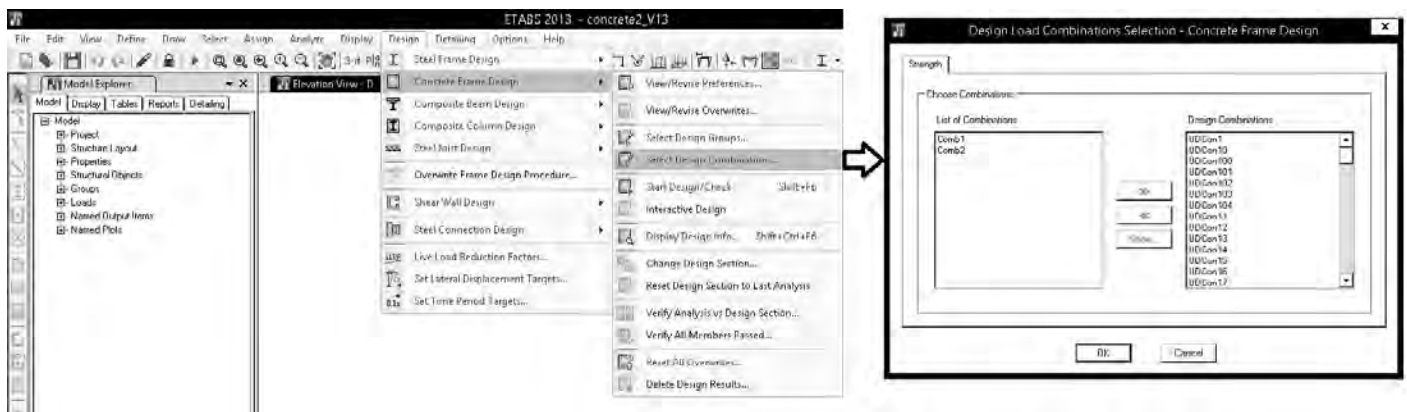 ETABS 2013 - concrete2_V13
File Edit View Define Draw Select Assign Analyze Display Design Detailing Options Help
Model Explorer
Elevation View - D
Model Display Tables Reports Detailing
Model
Project
Structure Layout
Properties
Structural Objects
Groups
Loads
Named Output Items
Named Plots
Steel Frame Design
Concrete Frame Design
Composite Beam Design
Composite Column Design
Steel Joist Design
Overwrite Frame Design Procedure...
Shear Wall Design
Steel Connection Design
Live Load Reduction Factors...
Set Lateral Displacement Targets...
Set Time Period Targets...
View/Revise Preferences...
View/Revise Overwrites...
Select Design Groups...
Select Design Combinations...
Start Design/Check Shift+F6
Interactive Design
Display Design Info... Shift+Ctrl+F6
Change Design Section...
Reset Design Section to Last Analysis
Verify Analysis vs Design Section...
Verify All Members Passed...
Reset All Overwrites...
Delete Design Results...
Design Load Combinations Selection - Concrete Frame Design
Strength
Choose Combinations
List of Combinations
Comb1
Comb2
>>
<<
Show...
Design Combinations
UDCon1
UDCon10
UDCon100
UDCon101
UDCon102
UDCon103
UDCon104
UDCon11
UDCon12
UDCon13
UDCon14
UDCon15
UDCon16
UDCon17
OK Cancel